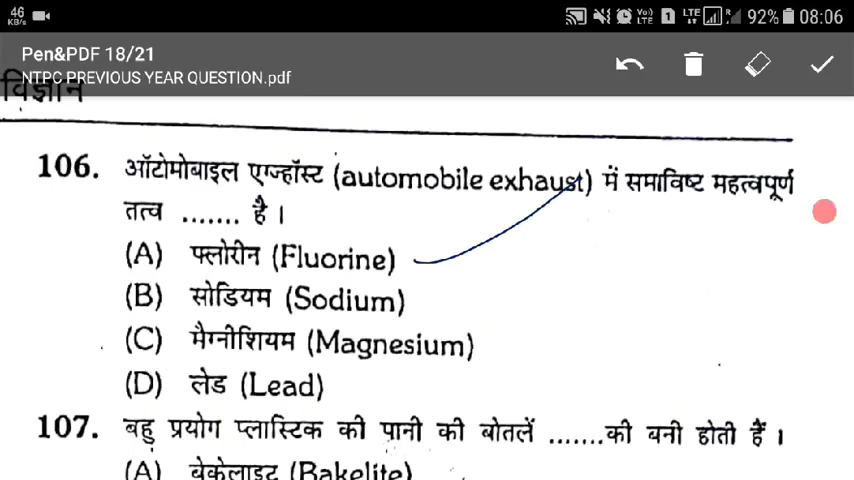 46 KB/s Vo) LTE 1 LTE R 92% 08:06
Pen&PDF 18/21
NTPC PREVIOUS YEAR QUESTION.pdf
विज्ञान
106. ऑटोमोबाइल एग्ज्हॉस्ट (automobile exhaust) में समाविष्ट महत्वपूर्ण
तत्व ....... है ।
(A) फ्लोरीन (Fluorine)
(B) सोडियम (Sodium)
(C) मैग्नीशियम (Magnesium)
(D) लेड (Lead)
107. बहु प्रयोग प्लास्टिक की पानी की बोतलें .......की बनी होती हैं ।
(A) बेकेलाइट (Bakelite)